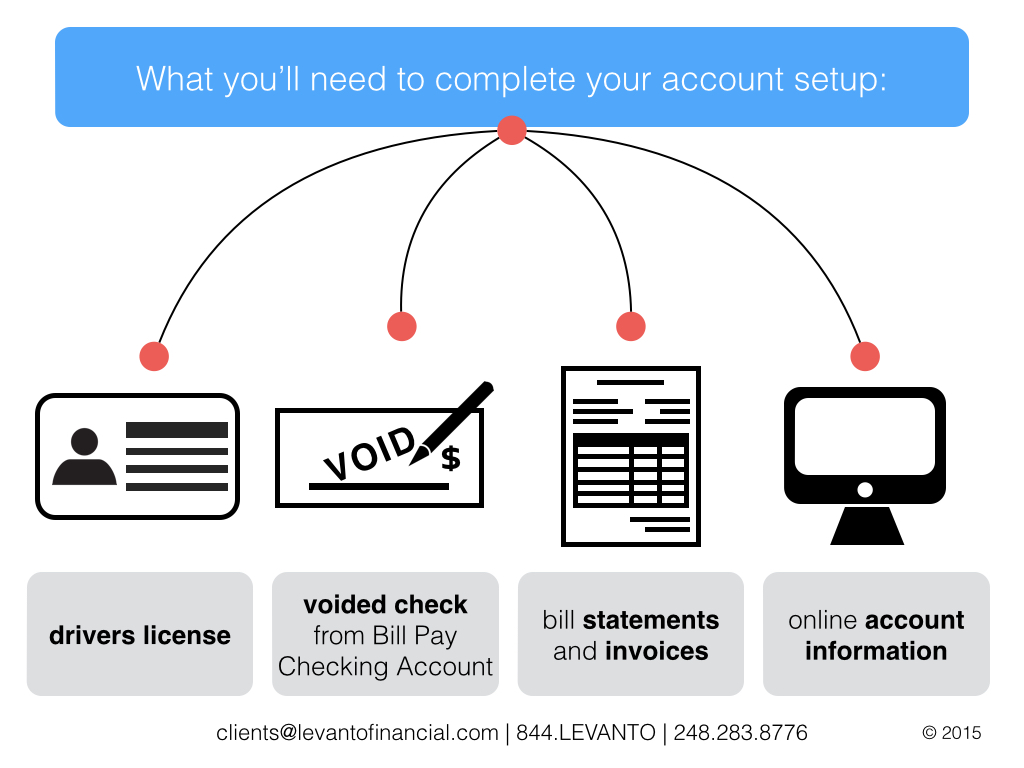 What you’ll need to complete your account setup:
VOID
$
drivers license
voided check
from Bill Pay
Checking Account
bill statements
and invoices
online account
information
clients@levantofinancial.com | 844.LEVANTO | 248.283.8776
© 2015